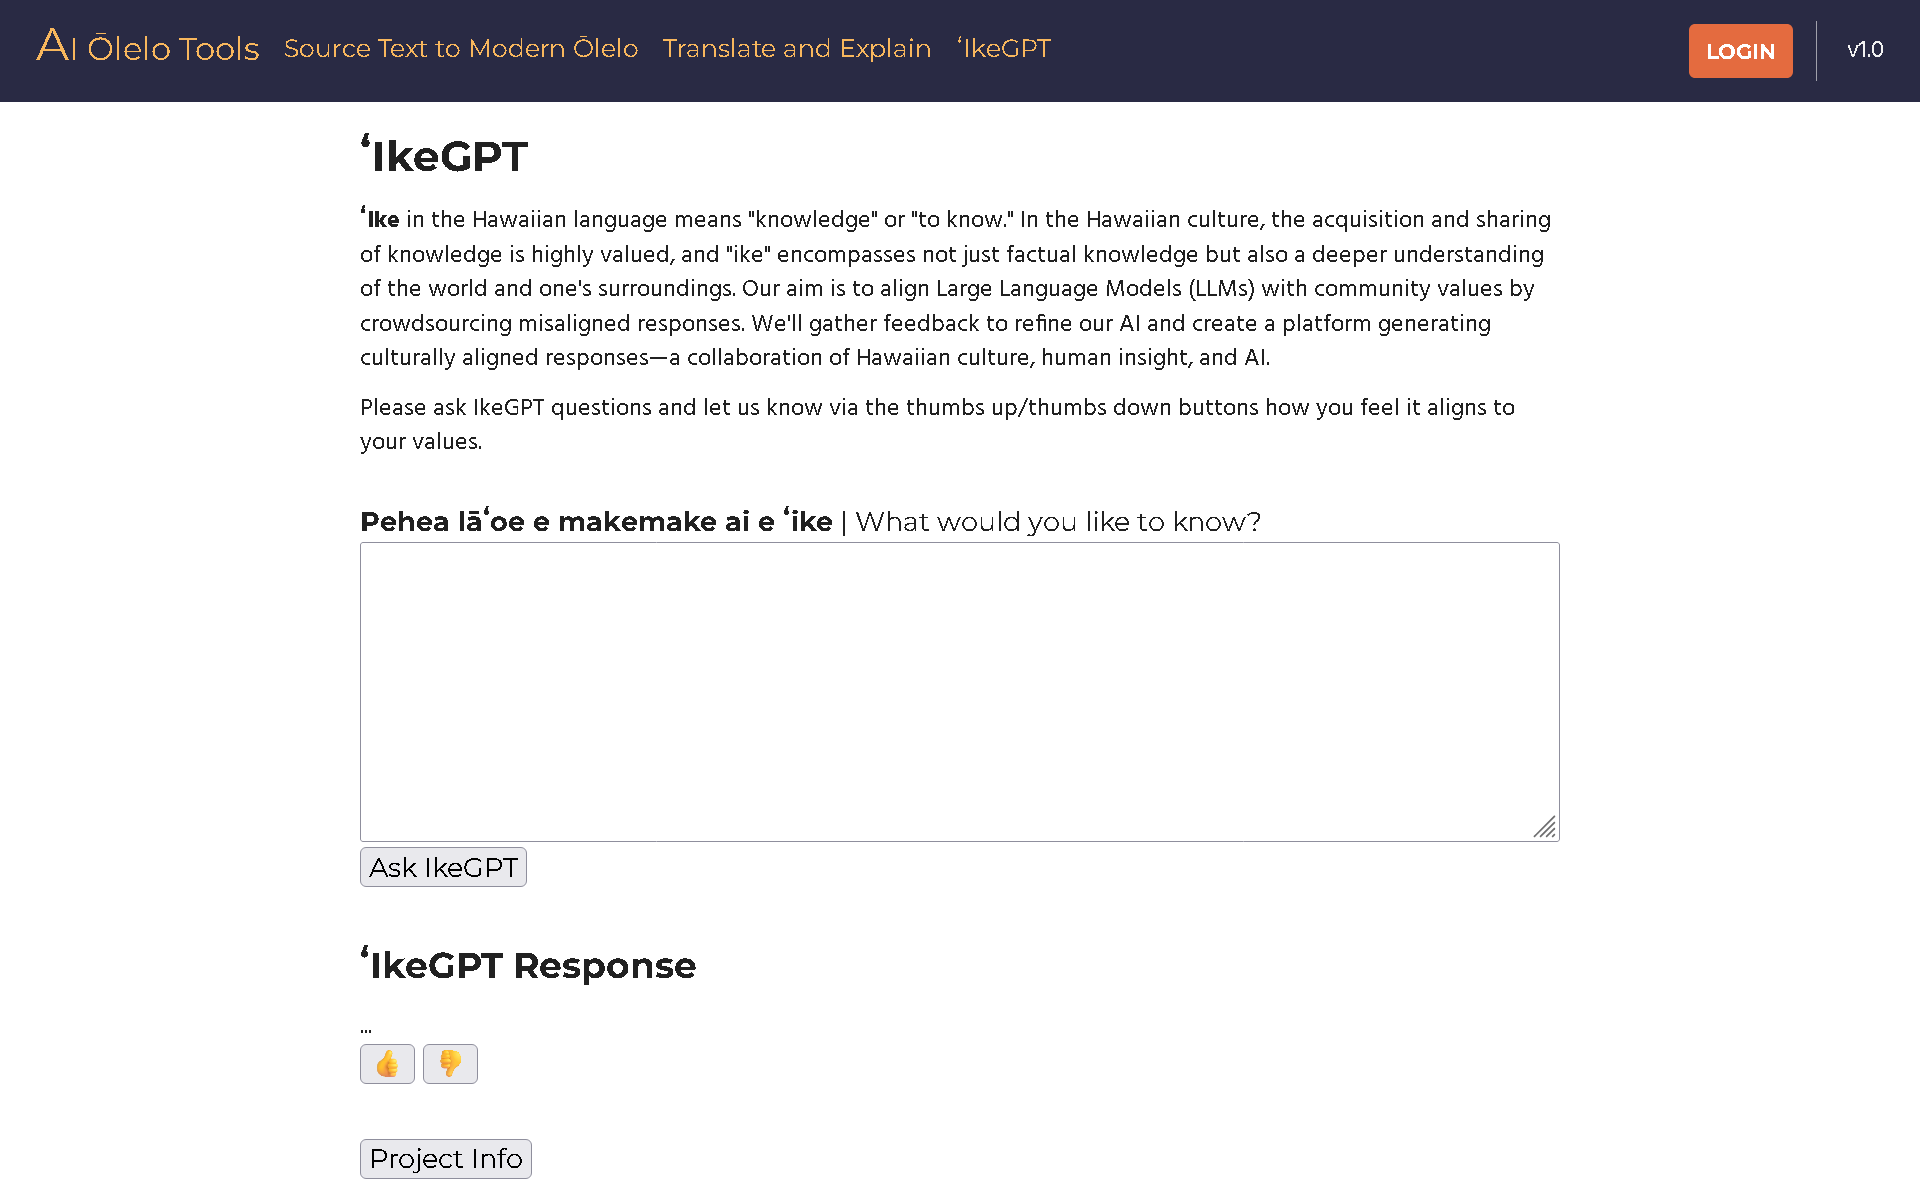 AI Ōlelo Tools Source Text to Modern Ōlelo Translate and Explain ʻIkeGPT LOGIN v1.0
ʻIkeGPT
ʻIke in the Hawaiian language means "knowledge" or "to know." In the Hawaiian culture, the acquisition and sharing
of knowledge is highly valued, and "ike" encompasses not just factual knowledge but also a deeper understanding
of the world and one's surroundings. Our aim is to align Large Language Models (LLMs) with community values by
crowdsourcing misaligned responses. We'll gather feedback to refine our AI and create a platform generating
culturally aligned responses—a collaboration of Hawaiian culture, human insight, and AI.
Please ask IkeGPT questions and let us know via the thumbs up/thumbs down buttons how you feel it aligns to
your values.
Pehea lāʻoe e makemake ai e ʻike | What would you like to know?
Ask IkeGPT
ʻIkeGPT Response
...
Project Info